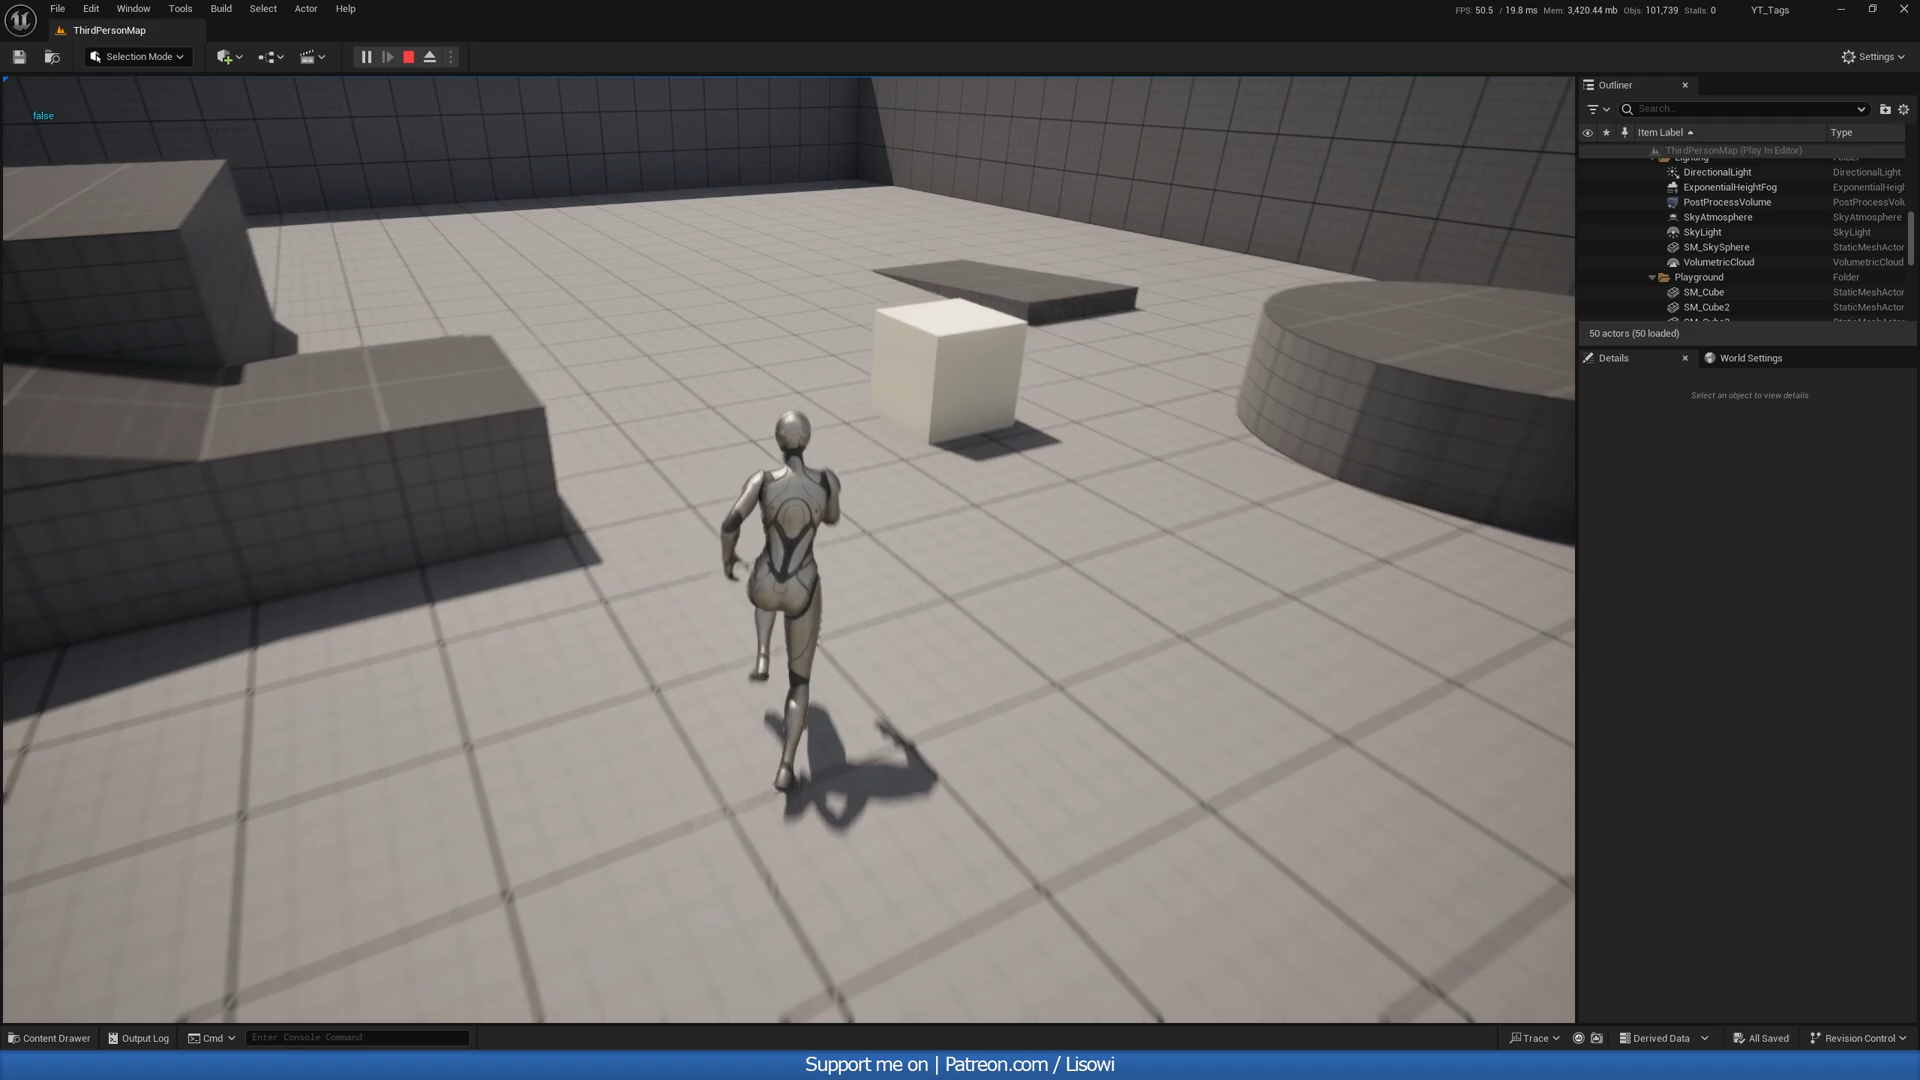 File Edit Window Tools Build Select Actor Help
FPS: 50.5 / 19.8 ms Mem: 3,420.44 mb Objs: 101,739 Stalls: 0 YT_Tags
ThirdPersonMap
Selection Mode
Settings
false
Outliner
Search...
Item Label Type
ThirdPersonMap (Play In Editor)
Lighting Folder
DirectionalLight DirectionalLight
ExponentialHeightFog ExponentialHeigh
PostProcessVolume PostProcessVolu
SkyAtmosphere SkyAtmosphere
SkyLight SkyLight
SM_SkySphere StaticMeshActor
VolumetricCloud VolumetricCloud
Playground Folder
SM_Cube StaticMeshActor
SM_Cube2 StaticMeshActor
50 actors (50 loaded)
Details World Settings
Select an object to view details.
Content Drawer Output Log Cmd Enter Console Command
Trace Derived Data All Saved Revision Control
Support me on | Patreon.com / Lisowi